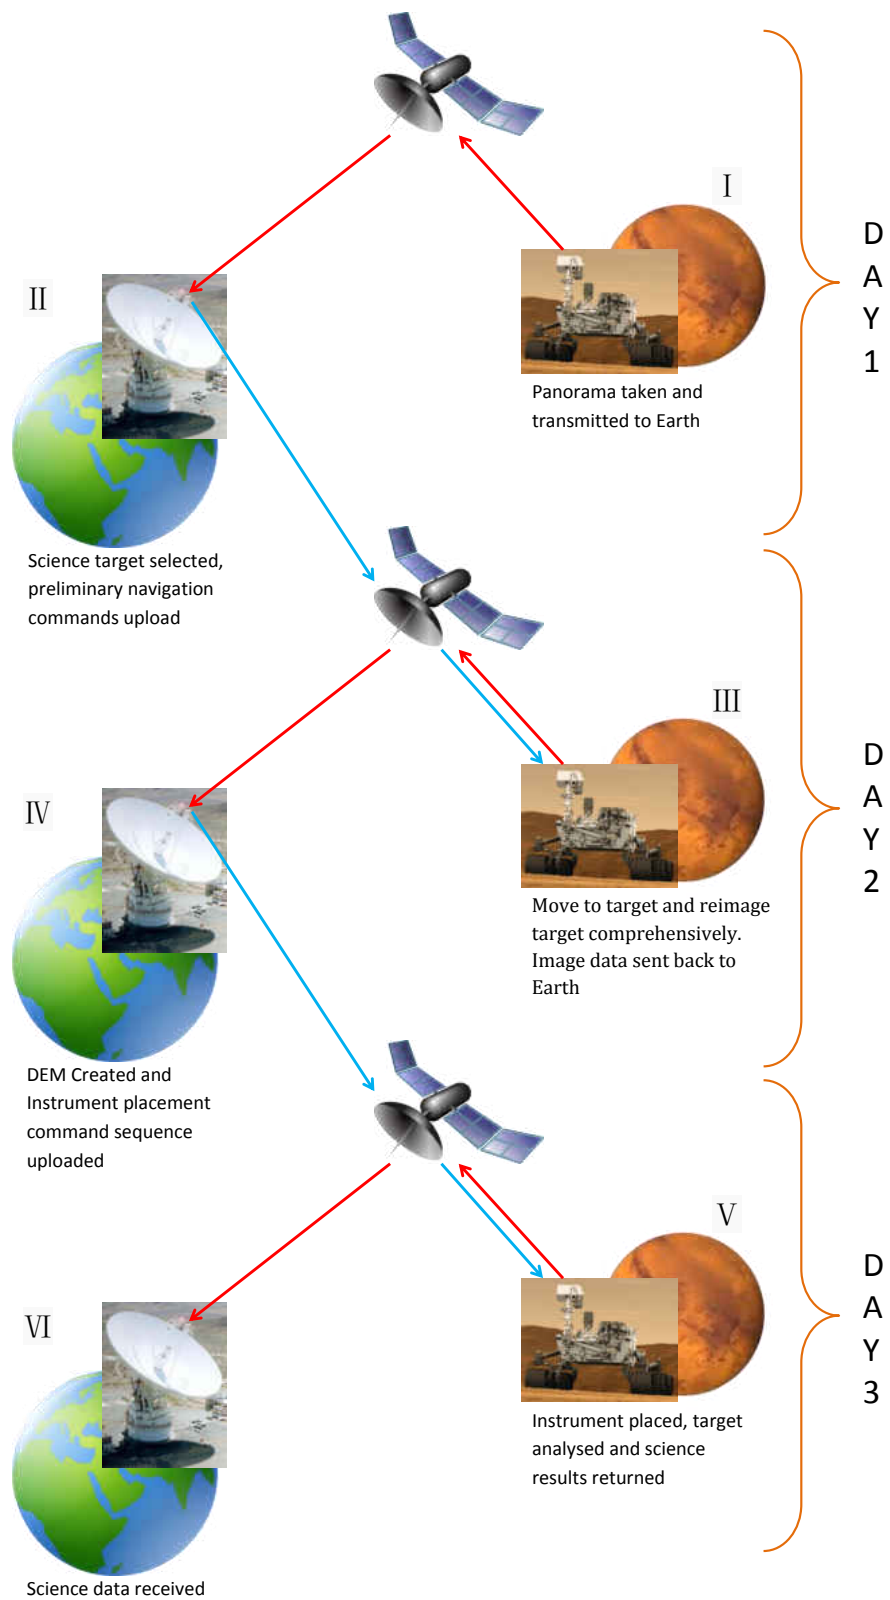 I
Panorama taken and
transmitted to Earth
D
A
Y
1
II
Science target selected,
preliminary navigation
commands upload
III
Move to target and reimage
target comprehensively.
Image data sent back to
Earth
D
A
Y
2
IV
DEM Created and
Instrument placement
command sequence
uploaded
V
Instrument placed, target
analysed and science
results returned
D
A
Y
3
VI
Science data received